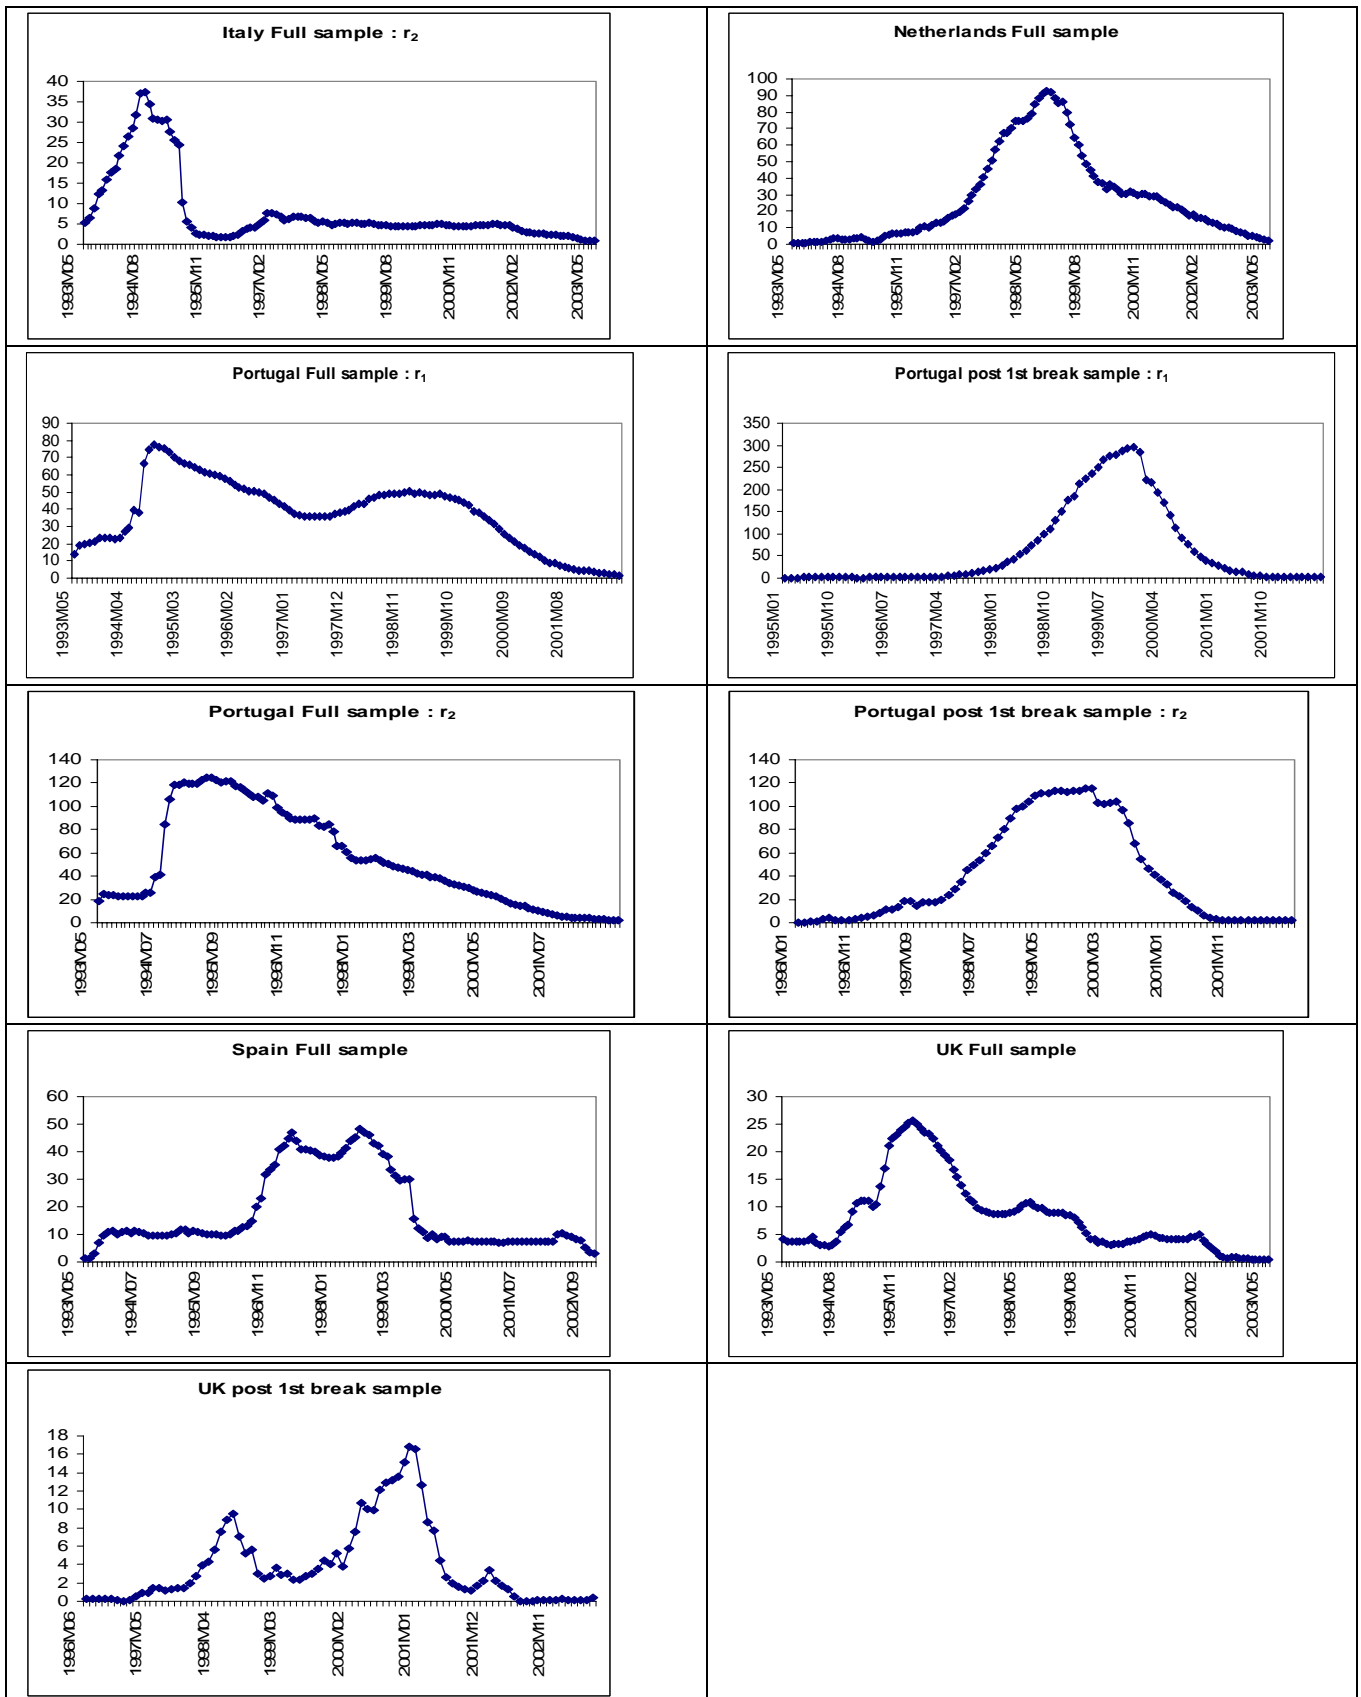 Italy Full sample : r₂
40
35
30
25
20
15
10
5
0
1993M05
1994M08
1995M11
1997M02
1998M05
1999M08
2000M11
2002M02
2003M05
Netherlands Full sample
100
90
80
70
60
50
40
30
20
10
0
1993M05
1994M08
1995M11
1997M02
1998M05
1999M08
2000M11
2002M02
2003M05
Portugal Full sample : r₁
90
80
70
60
50
40
30
20
10
0
1993M05
1994M04
1995M03
1996M02
1997M01
1997M12
1998M11
1999M10
2000M09
2001M08
Portugal post 1st break sample : r₁
350
300
250
200
150
100
50
0
1995M01
1995M10
1996M07
1997M04
1998M01
1998M10
1999M07
2000M04
2001M01
2001M10
Portugal Full sample : r₂
140
120
100
80
60
40
20
0
1993M05
1994M07
1995M09
1996M11
1998M01
1999M03
2000M05
2001M07
Portugal post 1st break sample : r₂
140
120
100
80
60
40
20
0
1996M01
1996M11
1997M09
1998M07
1999M05
2000M03
2001M01
2001M11
Spain Full sample
60
50
40
30
20
10
0
1993M05
1994M07
1995M09
1996M11
1998M01
1999M03
2000M05
2001M07
2002M09
UK Full sample
30
25
20
15
10
5
0
1993M05
1994M08
1995M11
1997M02
1998M05
1999M08
2000M11
2002M02
2003M05
UK post 1st break sample
18
16
14
12
10
8
6
4
2
0
1996M06
1997M05
1998M04
1999M03
2000M02
2001M01
2001M12
2002M11